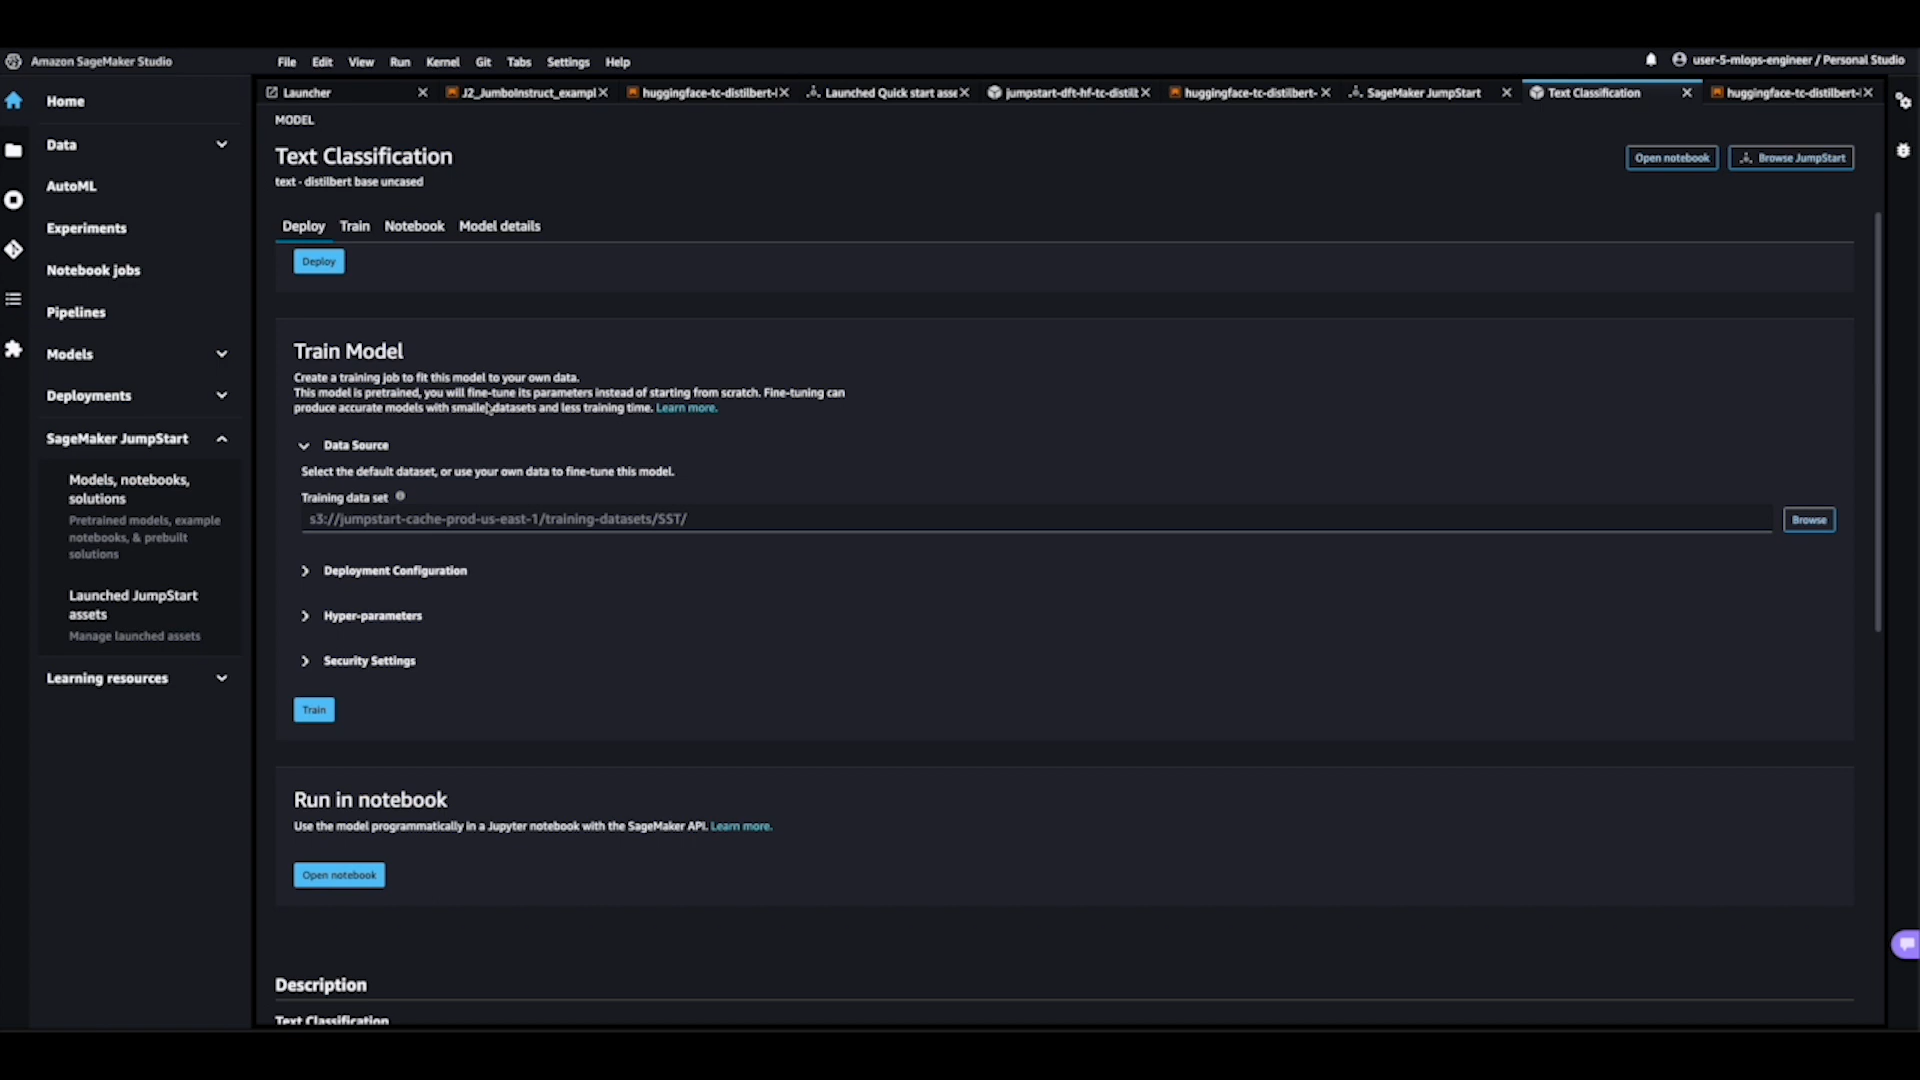 Amazon SageMaker Studio
File Edit View Run Kernel Git Tabs Settings Help
user-5-mlops-engineer / Personal Studio
Launcher
J2_JumboInstruct_exampl
huggingface-tc-distilbert-
Launched Quick start asse
jumpstart-dft-hf-tc-distilt
huggingface-tc-distilbert-
SageMaker JumpStart
Text Classification
huggingface-tc-distilbert-
Home
Data
AutoML
Experiments
Notebook jobs
Pipelines
Models
Deployments
SageMaker JumpStart
Models, notebooks,
solutions
Pretrained models, example
notebooks, & prebuilt
solutions
Launched JumpStart
assets
Manage launched assets
Learning resources
MODEL
Text Classification
text - distilbert base uncased
Open notebook
Browse JumpStart
Deploy Train Notebook Model details
Deploy
Train Model
Create a training job to fit this model to your own data.
This model is pretrained, you will fine-tune its parameters instead of starting from scratch. Fine-tuning can
produce accurate models with smaller datasets and less training time. Learn more.
Data Source
Select the default dataset, or use your own data to fine-tune this model.
Training data set
s3://jumpstart-cache-prod-us-east-1/training-datasets/SST/
Browse
Deployment Configuration
Hyper-parameters
Security Settings
Train
Run in notebook
Use the model programmatically in a Jupyter notebook with the SageMaker API. Learn more.
Open notebook
Description
Text Classification